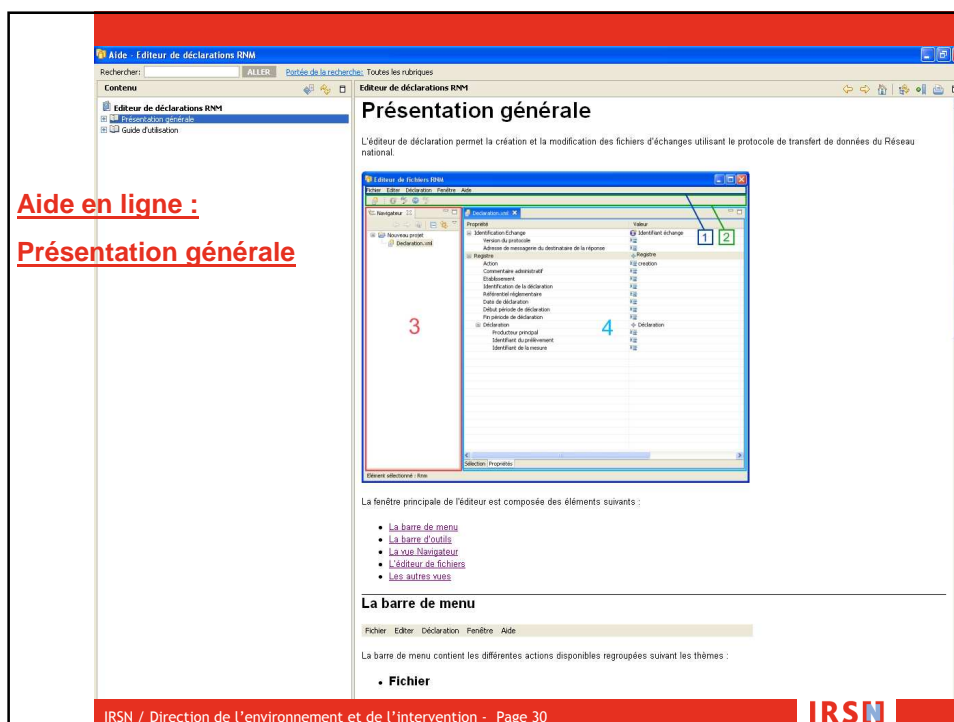 Aide - Editeur de déclarations RNM
Rechercher: ALLER Portée de la recherche: Toutes les rubriques
Contenu
Editeur de déclarations RNM
Présentation générale
Guide d'utilisation
Aide en ligne :
Présentation générale
Editeur de déclarations RNM
Présentation générale
L'éditeur de déclaration permet la création et la modification des fichiers d'échanges utilisant le protocole de transfert de données du Réseau
national.
Editeur de fichiers RNM
Fichier Editer Déclaration Fenêtre Aide
Navigateur
Nouveau projet
Declaration.xml
3
Declaration.xml
1 2
Propriété Valeur
Identification Echange Identifiant échange
Version du protocole
Adresse de messagerie du destinataire de la réponse
Registre Registre
Action creation
Commentaire administratif
Etablissement
Identification de la déclaration
Référentiel réglementaire
Date de déclaration
Début période de déclaration
Fin période de déclaration
Déclaration Déclaration
Producteur principal
Identifiant du prélèvement
Identifiant de la mesure
4
Sélection Propriétés
Elément sélectionné : Rnm
La fenêtre principale de l'éditeur est composée des éléments suivants :
• La barre de menu
• La barre d'outils
• La vue Navigateur
• L'éditeur de fichiers
• Les autres vues
La barre de menu
Fichier Editer Déclaration Fenêtre Aide
La barre de menu contient les différentes actions disponibles regroupées suivant les thèmes :
• Fichier
IRSN / Direction de l'environnement et de l'intervention - Page 30
IRSN